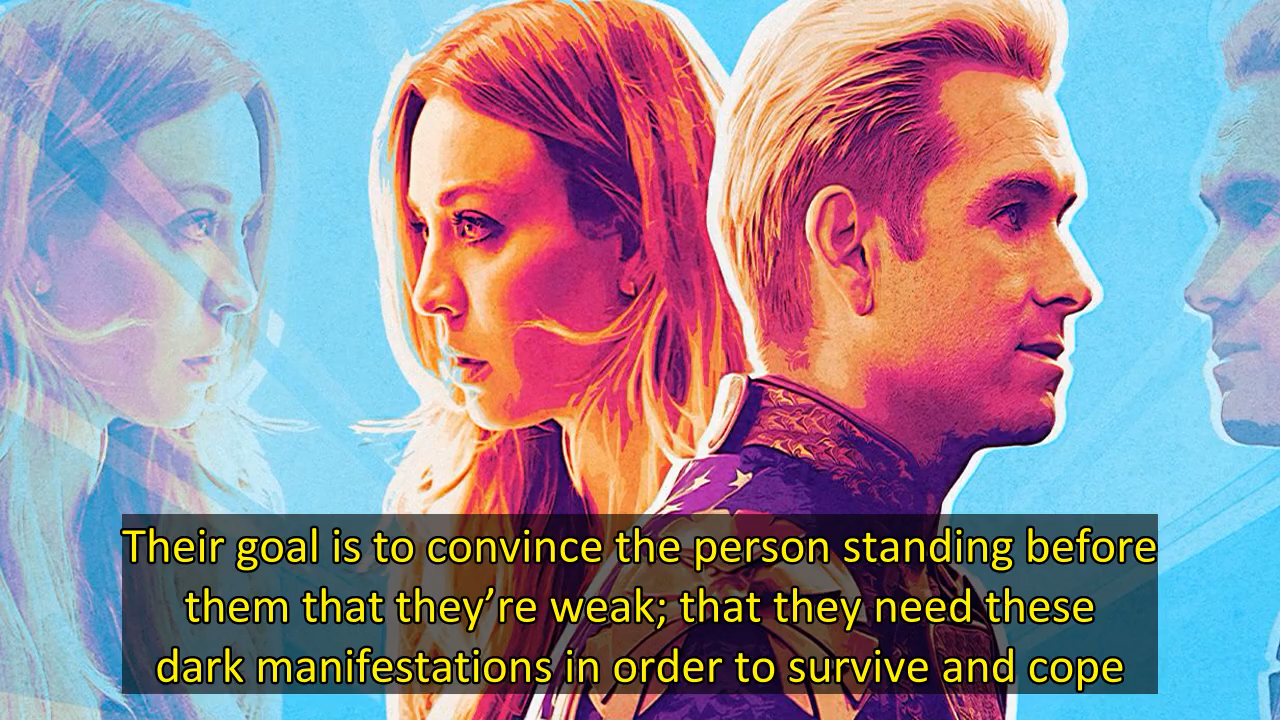 Their goal is to convince the person standing before
them that they’re weak; that they need these
dark manifestations in order to survive and cope